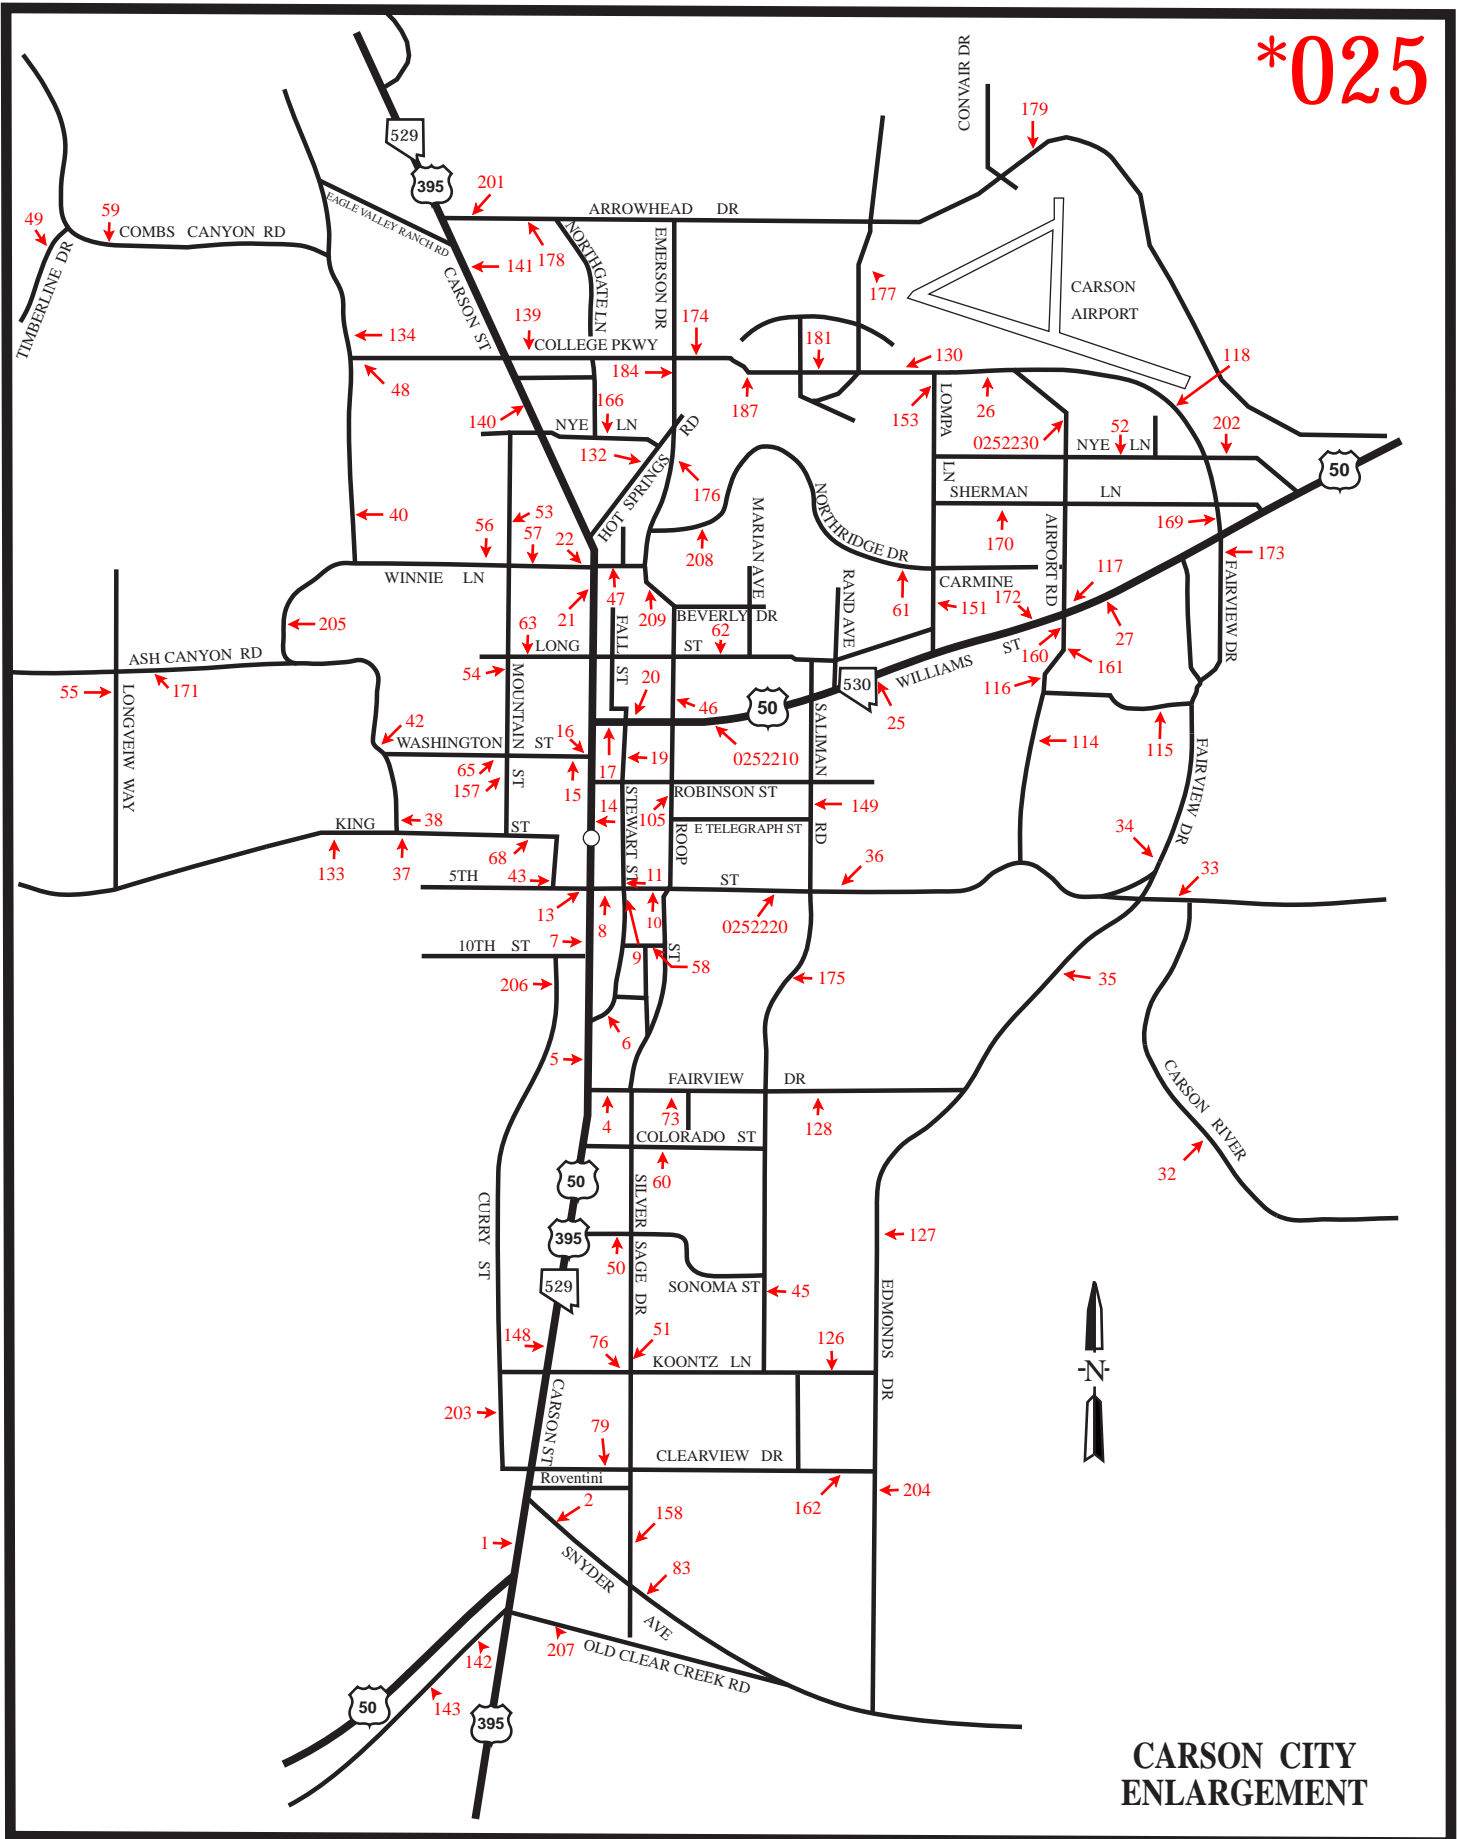 *025
CONVAIR DR
179
529
395
201
ARROWHEAD DR
49
59
COMBS CANYON RD
EAGLE VALLEY RANCH RD
178
141
NORTHGATE LN
EMERSON DR
177
CARSON
AIRPORT
TIMBERLINE DR
CARSON ST
134
139
174
COLLEGE PKWY
181
130
118
48
184
187
153
LOMPA LN
26
140
166
NYE LN
RD
0252230
52
NYE LN
202
132
HOT SPRINGS
176
50
SHERMAN LN
40
56
53
57
22
208
MARIAN AVE
NORTHRIDGE DR
170
AIRPORT RD
169
173
WINNIE LN
47
21
209
RAND AVE
61
CARMINE
151
172
117
27
FAIRVIEW DR
205
63
FALL ST
BEVERLY DR
62
LONG ST
WILLIAMS ST
160
161
ASH CANYON RD
171
55
LONGVEIW WAY
54
MOUNTAIN ST
20
46
50
530
25
116
42
WASHINGTON ST
16
17
19
0252210
SALIMAN RD
114
115
FAIRVIEW DR
65
157
15
ROBINSON ST
149
14
105
STEWART ST
ROOP ST
E TELEGRAPH ST
38
KING ST
133
37
68
34
43
5TH ST
11
36
33
13
8
10
0252220
7
10TH ST
9
58
206
175
35
6
5
CARSON RIVER
32
FAIRVIEW DR
4
73
128
COLORADO ST
60
50
SILVER SAGE DR
CURRY ST
395
50
127
529
SONOMA ST
45
EDMONDS DR
148
76
51
126
KOONTZ LN
-N-
203
CARSON ST
79
CLEARVIEW DR
Roventini
162
204
2
158
1
SNYDER AVE
83
207
OLD CLEAR CREEK RD
142
143
50
395
CARSON CITY
ENLARGEMENT